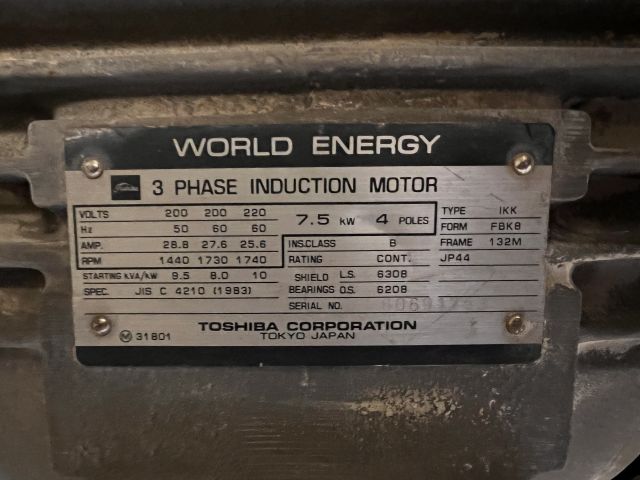 WORLD ENERGY
Toshiba 3 PHASE INDUCTION MOTOR
VOLTS 200 200 220 7.5 kW 4 POLES TYPE IKK
Hz 50 60 60 FORM FBK8
AMP. 28.8 27.6 25.6 INS.CLASS B FRAME 132M
RPM 1440 1730 1740 RATING CONT. JP44
STARTING kVA/kW 9.5 8.0 10 SHIELD L.S. 6308
SPEC. JIS C 4210 (1983) BEARINGS O.S. 6208
SERIAL NO.
M 31801 TOSHIBA CORPORATION
TOKYO JAPAN